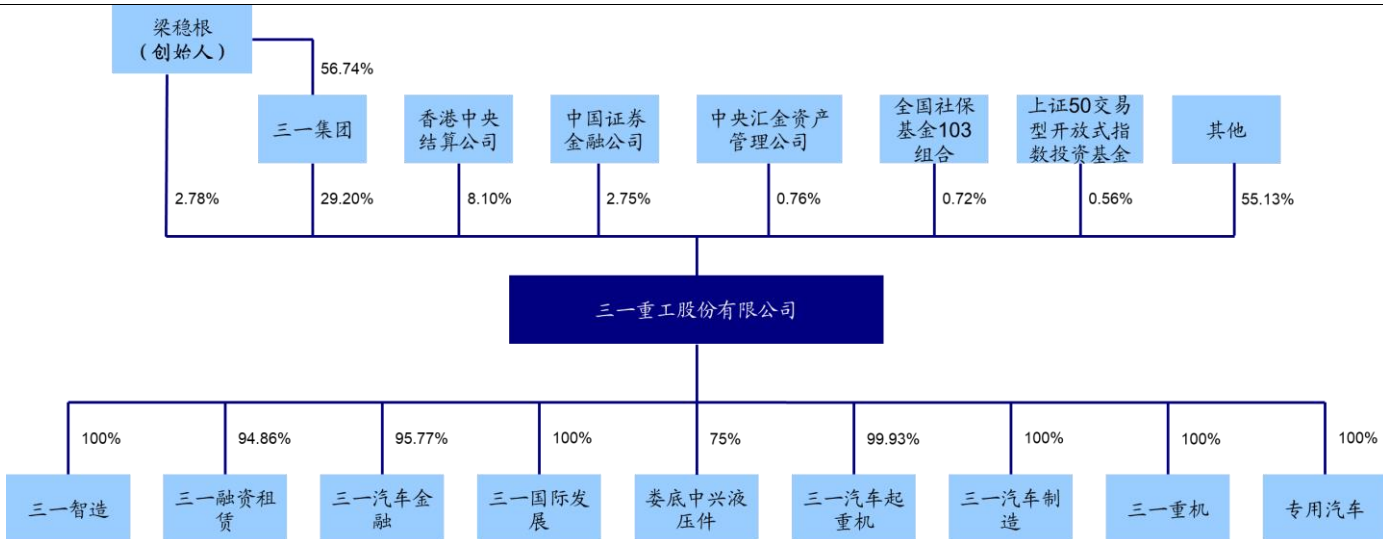 梁稳根
（创始人）
56.74%
三一集团
香港中央
结算公司
中国证券
金融公司
中央汇金资产
管理公司
全国社保
基金103
组合
上证50交易
型开放式指
数投资基金
其他
2.78%
29.20%
8.10%
2.75%
0.76%
0.72%
0.56%
55.13%
三一重工股份有限公司
100%
94.86%
95.77%
100%
75%
99.93%
100%
100%
100%
三一智造
三一融资租
赁
三一汽车金
融
三一国际发
展
娄底中兴液
压件
三一汽车起
重机
三一汽车制
造
三一重机
专用汽车